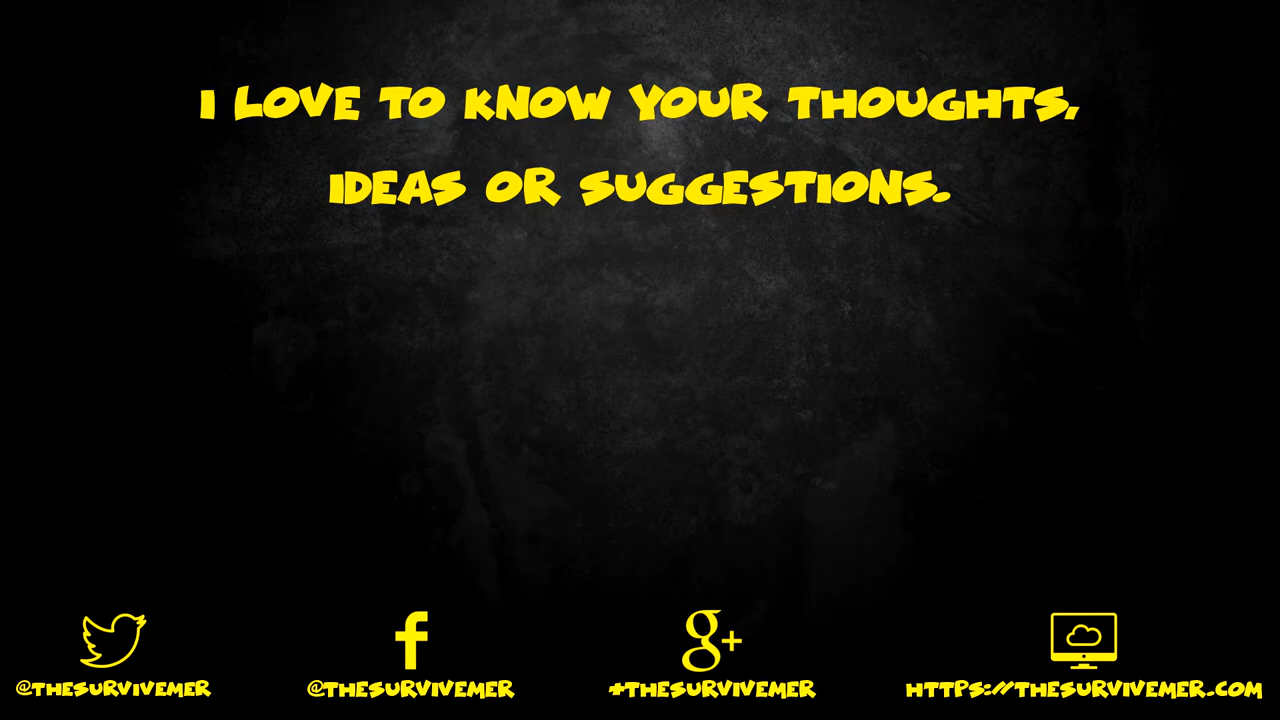 I LOVE TO KNOW YOUR THOUGHTS,
IDEAS OR SUGGESTIONS.
g+
@THESURVIVEMER @THESURVIVEMER +THESURVIVEMER HTTPS://THESURVIVEMER.COM